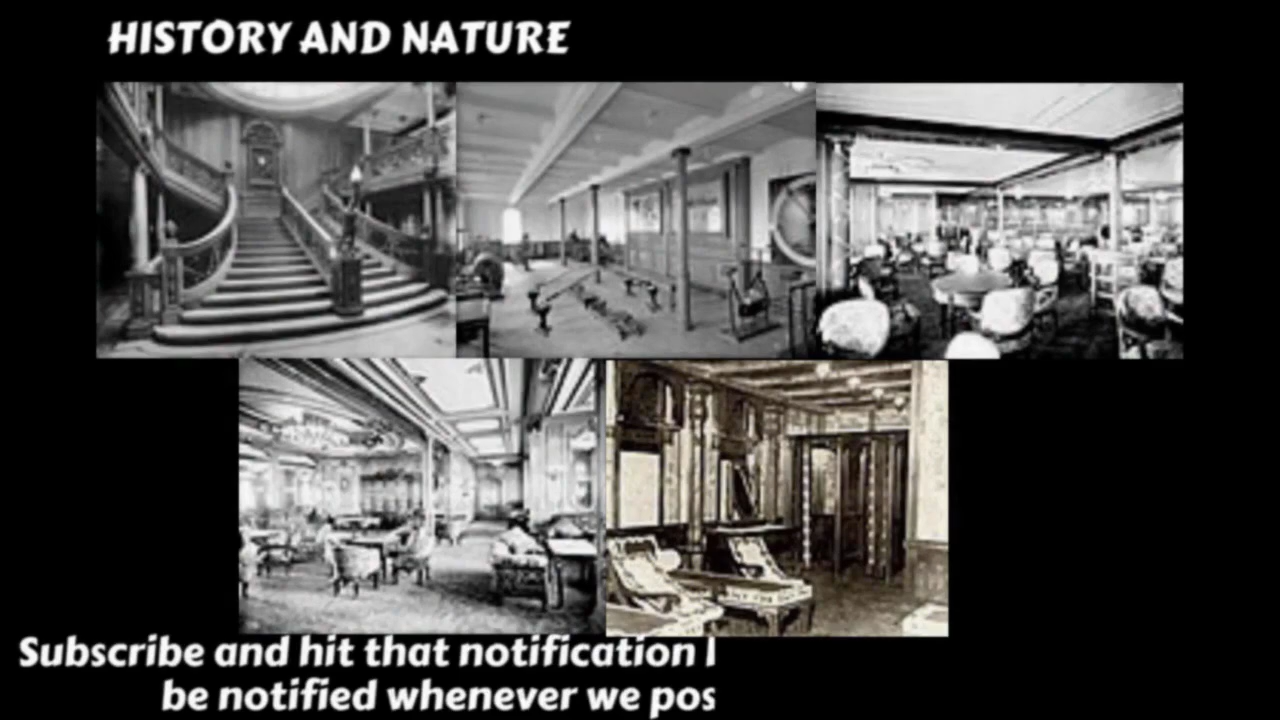 HISTORY AND NATURE
Subscribe and hit that notification
be notified whenever we pos